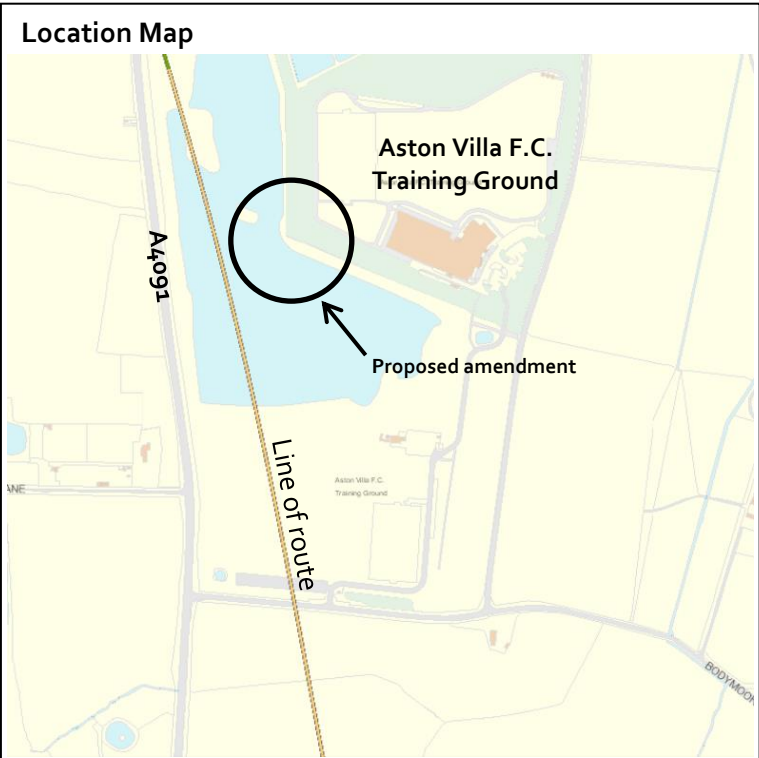 Location Map
Aston Villa F.C.
Training Ground
A4091
Proposed amendment
Line of route
Aston Villa F.C.
Training Ground
ANE
BODYMOOR